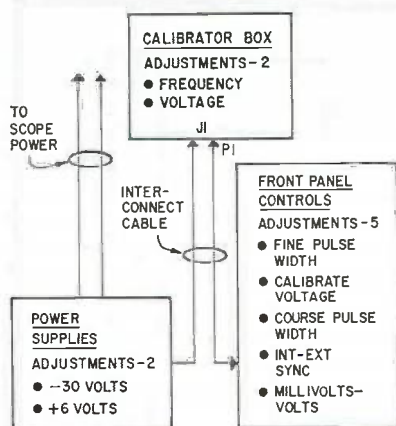 CALIBRATOR BOX
ADJUSTMENTS-2
● FREQUENCY
● VOLTAGE
J1
P1
TO
SCOPE
POWER
INTER-
CONNECT
CABLE
FRONT PANEL
CONTROLS
ADJUSTMENTS-5
● FINE PULSE
WIDTH
● CALIBRATE
VOLTAGE
● COURSE PULSE
WIDTH
● INT-EXT
SYNC
● MILLIVOLTS-
VOLTS
POWER
SUPPLIES
ADJUSTMENTS-2
● -30 VOLTS
● +6 VOLTS